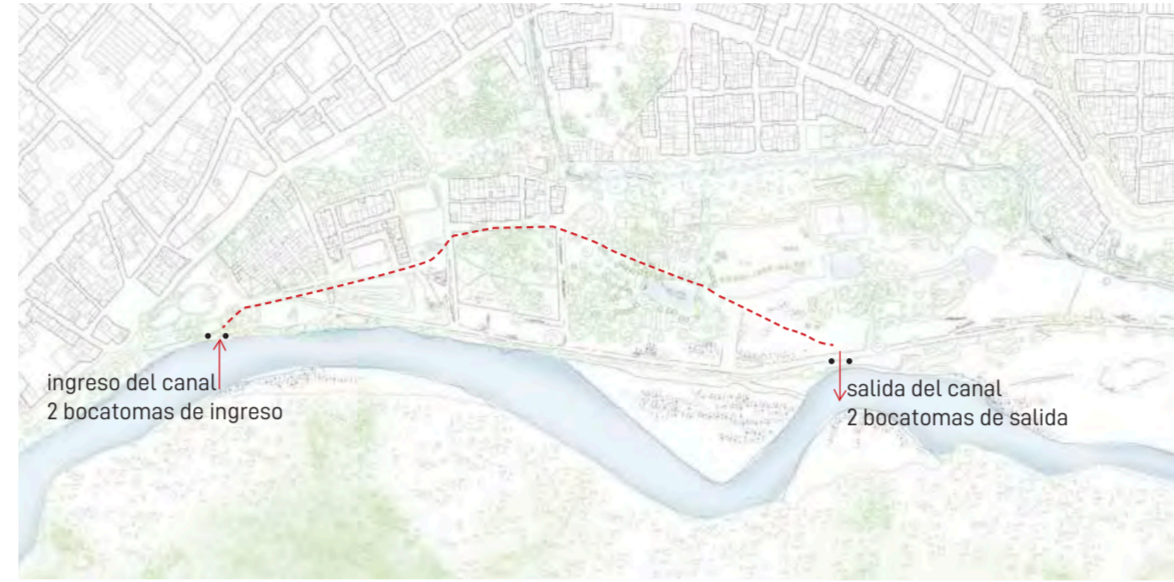 ingreso del canal
2 bocatomas de ingreso
salida del canal
2 bocatomas de salida